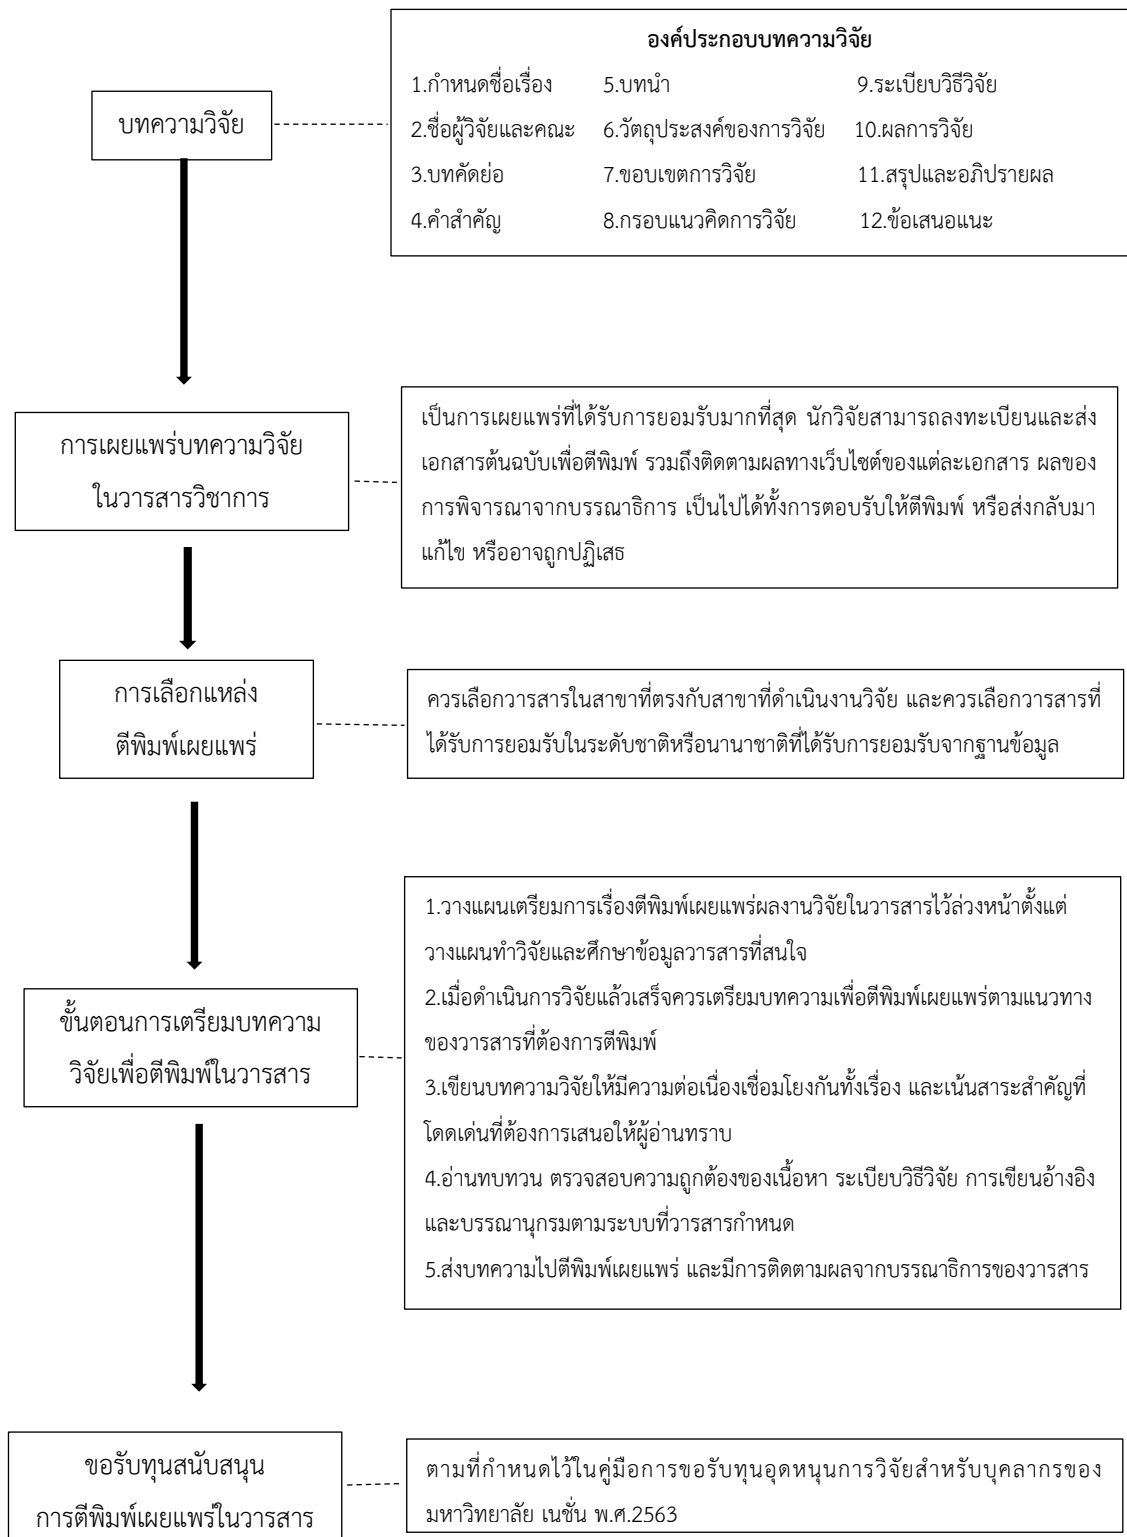 องค์ประกอบบทความวิจัย
บทความวิจัย
1.กำหนดชื่อเรื่อง 5.บทนำ 9.ระเบียบวิธีวิจัย
2.ชื่อผู้วิจัยและคณะ 6.วัตถุประสงค์ของการวิจัย 10.ผลการวิจัย
3.บทคัดย่อ 7.ขอบเขตการวิจัย 11.สรุปและอภิปรายผล
4.คำสำคัญ 8.กรอบแนวคิดการวิจัย 12.ข้อเสนอแนะ
การเผยแพร่บทความวิจัย
ในวารสารวิชาการ
เป็นการเผยแพร่ที่ได้รับการยอมรับมากที่สุด นักวิจัยสามารถลงทะเบียนและส่ง
เอกสารต้นฉบับเพื่อตีพิมพ์ รวมถึงติดตามผลทางเว็บไซต์ของแต่ละเอกสาร ผลของ
การพิจารณาจากบรรณาธิการ เป็นไปได้ทั้งการตอบรับให้ตีพิมพ์ หรือส่งกลับมา
แก้ไข หรืออาจถูกปฏิเสธ
การเลือกแหล่ง
ตีพิมพ์เผยแพร่
ควรเลือกวารสารในสาขาที่ตรงกับสาขาที่ดำเนินงานวิจัย และควรเลือกวารสารที่
ได้รับการยอมรับในระดับชาติหรือนานาชาติที่ได้รับการยอมรับจากฐานข้อมูล
ขั้นตอนการเตรียมบทความ
วิจัยเพื่อตีพิมพ์ในวารสาร
1.วางแผนเตรียมการเรื่องตีพิมพ์เผยแพร่ผลงานวิจัยในวารสารไว้ล่วงหน้าตั้งแต่
วางแผนทำวิจัยและศึกษาข้อมูลวารสารที่สนใจ
2.เมื่อดำเนินการวิจัยแล้วเสร็จควรเตรียมบทความเพื่อตีพิมพ์เผยแพร่ตามแนวทาง
ของวารสารที่ต้องการตีพิมพ์
3.เขียนบทความวิจัยให้มีความต่อเนื่องเชื่อมโยงกันทั้งเรื่อง และเน้นสาระสำคัญที่
โดดเด่นที่ต้องการเสนอให้ผู้อ่านทราบ
4.อ่านทบทวน ตรวจสอบความถูกต้องของเนื้อหา ระเบียบวิธีวิจัย การเขียนอ้างอิง
และบรรณานุกรมตามระบบที่วารสารกำหนด
5.ส่งบทความไปตีพิมพ์เผยแพร่ และมีการติดตามผลจากบรรณาธิการของวารสาร
ขอรับทุนสนับสนุน
การตีพิมพ์เผยแพร่ในวารสาร
ตามที่กำหนดไว้ในคู่มือการขอรับทุนอุดหนุนการวิจัยสำหรับบุคลากรของ
มหาวิทยาลัย เนชั่น พ.ศ.2563